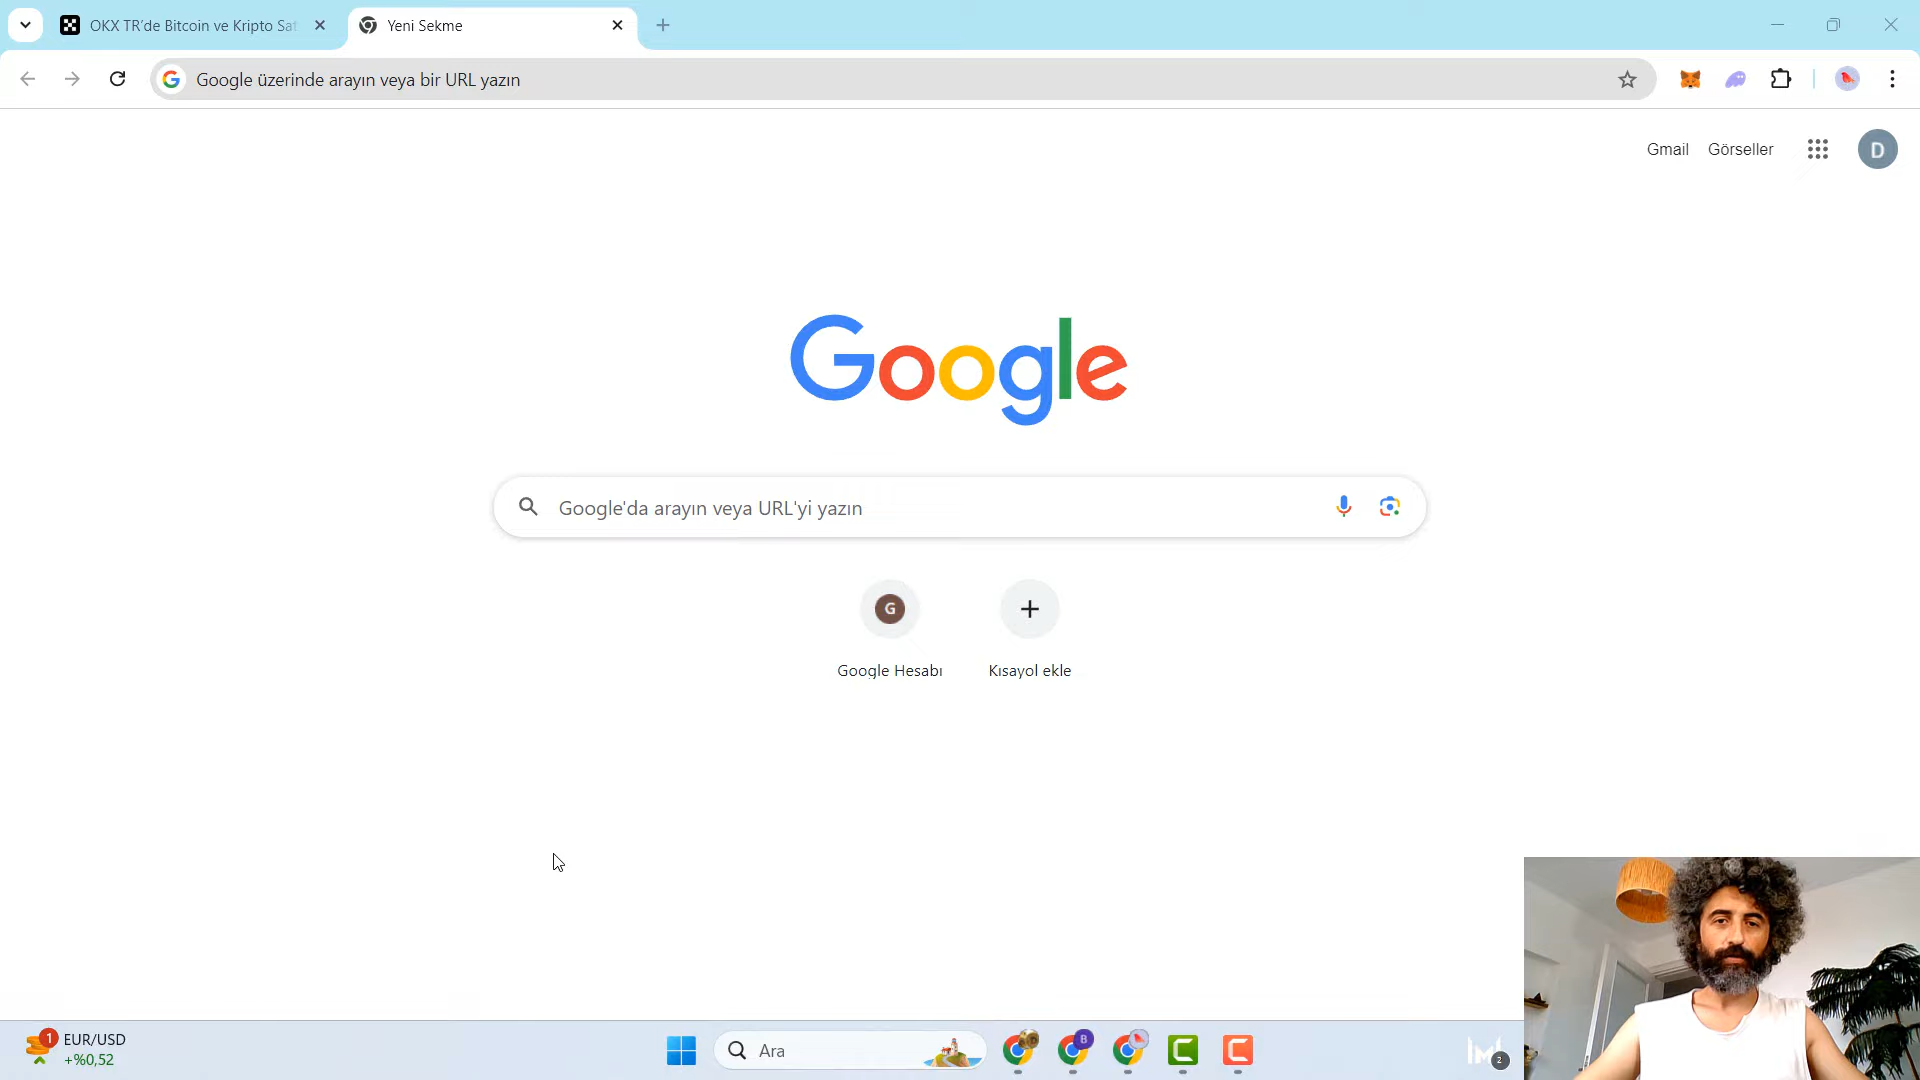 OKX TR'de Bitcoin ve Kripto Sat
Yeni Sekme
Google üzerinde arayın veya bir URL yazın
Gmail
Görseller
D
Google
Google'da arayın veya URL'yi yazın
G
Google Hesabı
Kısayol ekle
1
EUR/USD
+%0,52
Ara
B
2